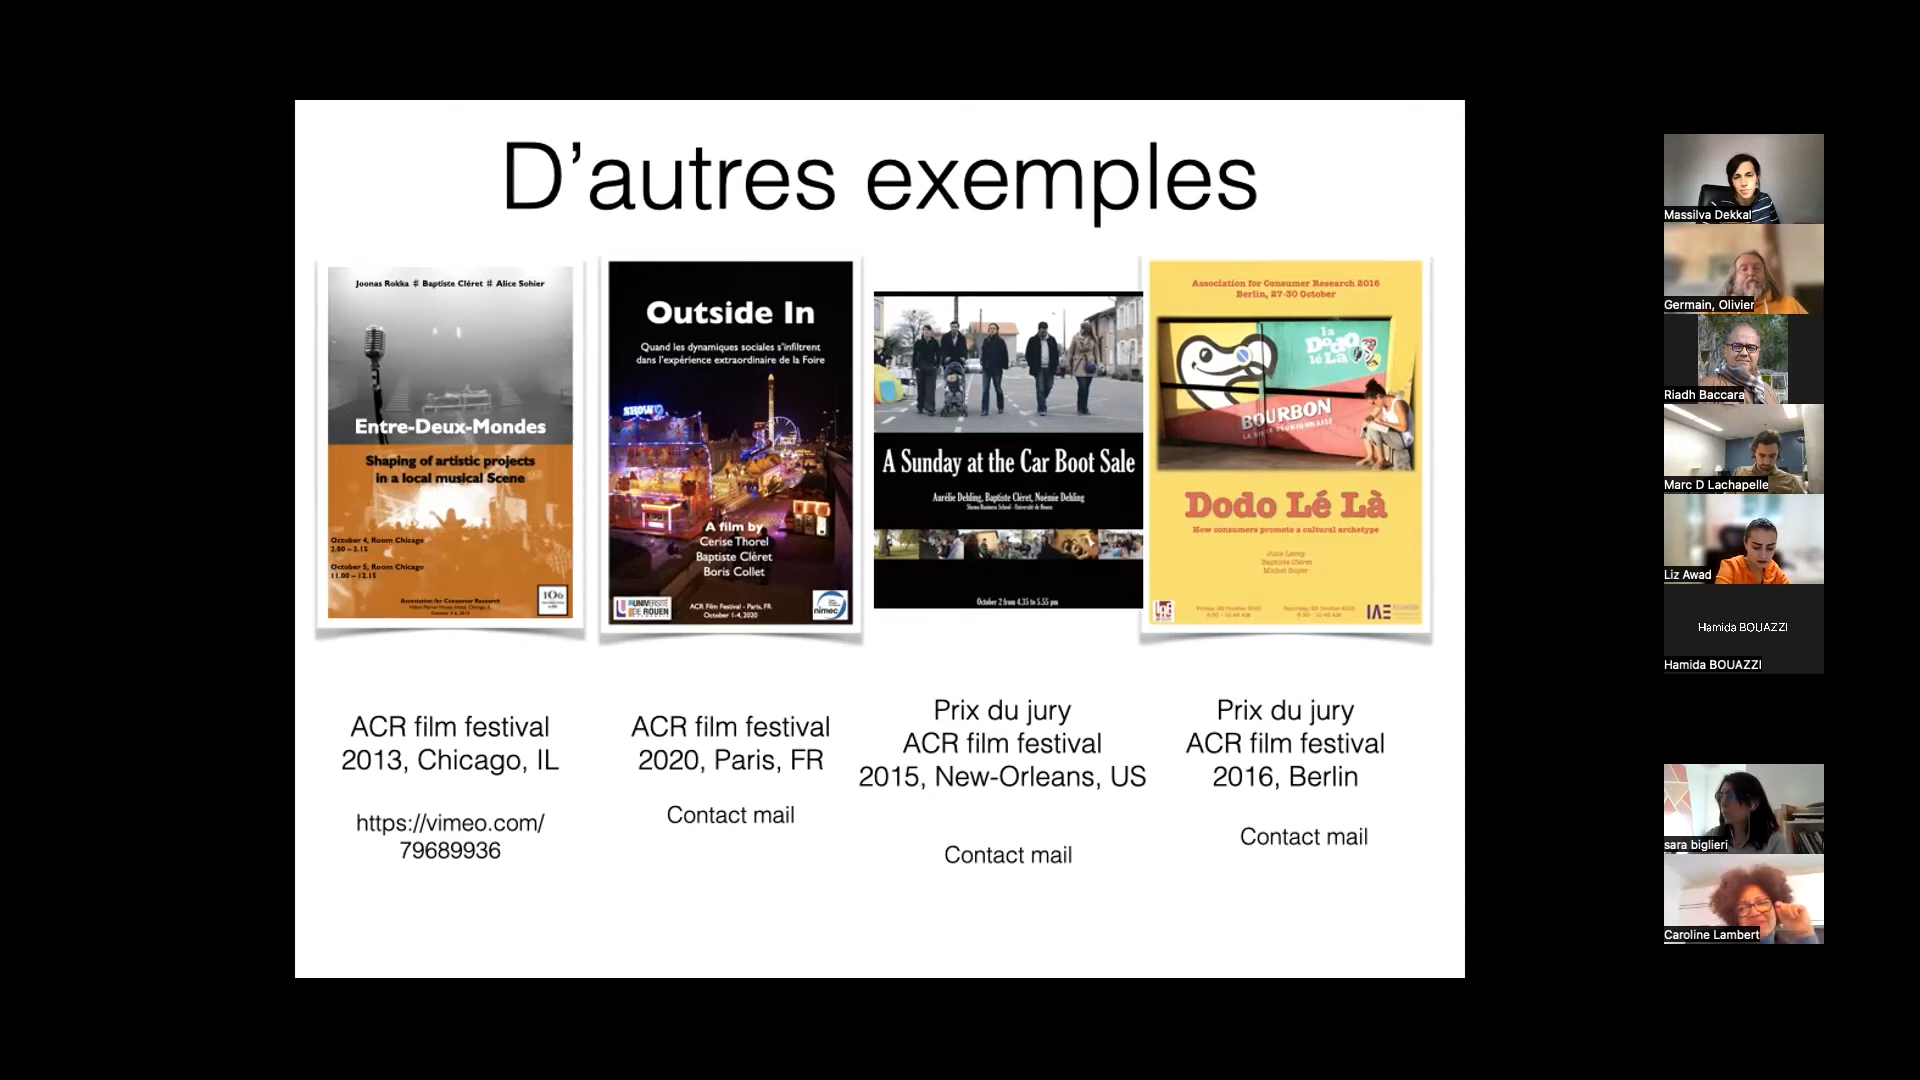 D'autres exemples
Joonas Rokka # Baptiste Cléret # Alice Sohier
Entre-Deux-Mondes
Shaping of artistic projects
in a local musical Scene
October 4, Room Chicago
2.00 – 3.15
October 5, Room Chicago
11.00 – 12.15
Association for Consumer Research
Outside In
Quand les dynamiques sociales s'infiltrent
dans l'expérience extraordinaire de la Foire
SHOW
A film by
Cerise Thorel
Baptiste Cléret
Boris Collet
ACR Film Festival - Paris, FR
October 1-4, 2020
UNIVERSITÉ
DE ROUEN
nimec
A Sunday at the Car Boot Sale
Aurélie Dehling, Baptiste Cléret, Noémie Dehling
October 2 from 4.35 to 5.55 pm
Association for Consumer Research 2016
Berlin, 27-30 October
la
Dodo
lé La
BOURBON
Dodo Lé Là
How consumers promote a cultural archetype
Julie Leroy
Baptiste Cléret
Michel Boyer
IAE
ACR film festival
2013, Chicago, IL
https://vimeo.com/
79689936
ACR film festival
2020, Paris, FR
Contact mail
Prix du jury
ACR film festival
2015, New-Orleans, US
Contact mail
Prix du jury
ACR film festival
2016, Berlin
Contact mail
Massilva Dekkal
Germain, Olivier
Riadh Baccara
Marc D Lachapelle
Liz Awad
Hamida BOUAZZI
Hamida BOUAZZI
sara biglieri
Caroline Lambert